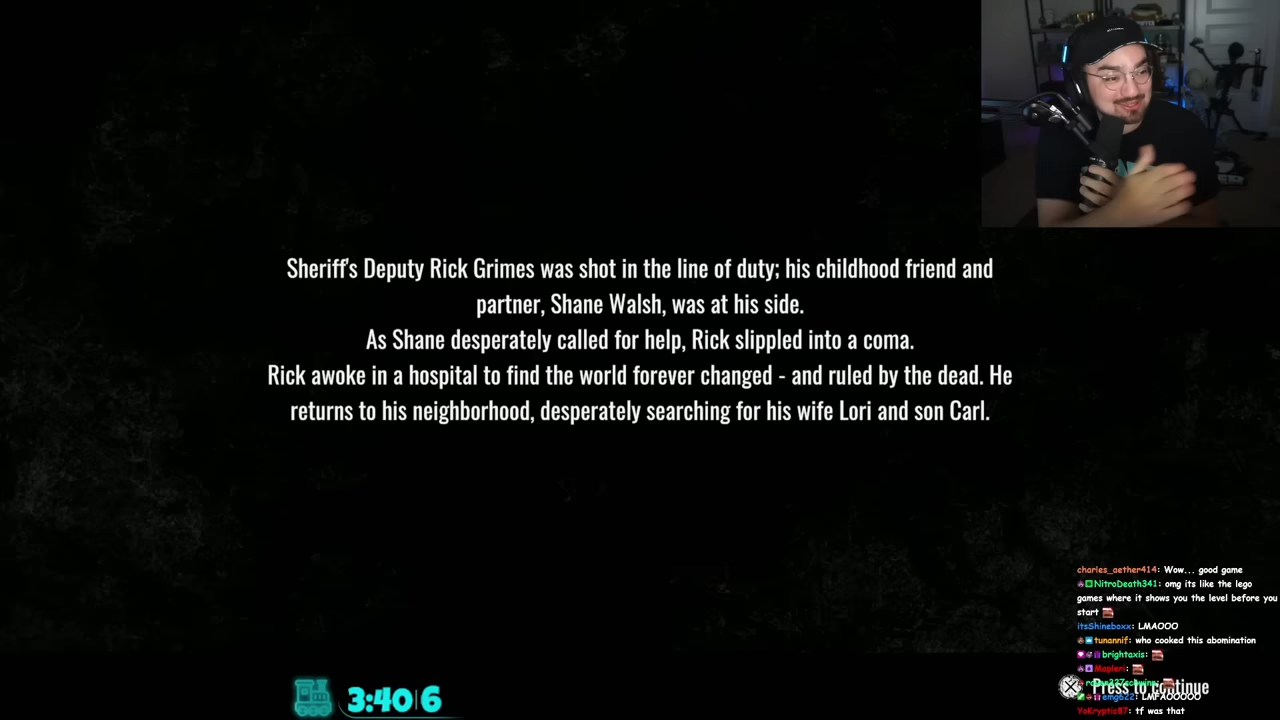 Sheriff's Deputy Rick Grimes was shot in the line of duty; his childhood friend and
partner, Shane Walsh, was at his side.
As Shane desperately called for help, Rick slippled into a coma.
Rick awoke in a hospital to find the world forever changed - and ruled by the dead. He
returns to his neighborhood, desperately searching for his wife Lori and son Carl.
charles_aether414: Wow... good game
NitroDeath341: omg its like the lego
games where it shows you the level before you
start
itsShineboxx: LMAOOO
tunannif: who cooked this abomination
brightaxis:
Mapleri:
Press to continue
LMFAOOOOOO
YoKryptic87: tf was that
3:40|6